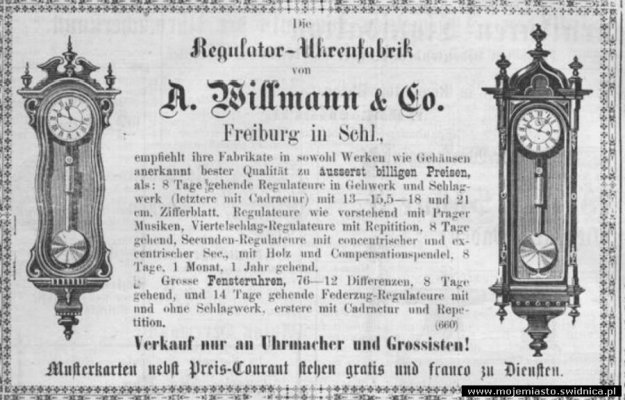 Die
Regulator-Uhrenfabrik
von
A. Willmann & Co.
Freiburg in Schl.,
empfiehlt ihre Fabrikate in sowohl Werken wie Gehäusen
anerkannt bester Qualität zu äusserst billigen Preisen,
als: 8 Tage gehende Regulateure in Gehwerk und Schlag-
werk (letztere mit Cadractur) mit 13—15,5—18 und 21
cm. Zifferblatt, Regulateure wie vorstehend mit Prager
Musiken, Viertelschlag-Regulateure mit Repitition, 8 Tage
gehend, Secunden-Regulateure mit concentrischer und ex-
centrischer Sec., mit Holz und Compensationspendel, 8
Tage, 1 Monat, 1 Jahr gehend.
Grosse Fensteruhren, 76—12 Differenzen, 8 Tage
gehend, und 14 Tage gehende Federzug-Regulateure mit
und ohne Schlagwerk, erstere mit Cadractur und Repe-
tition. (660)
Verkauf nur an Uhrmacher und Grossisten!
Musterkarten nebst Preis-Courant stehen gratis und franco zu Diensten.
www.mojemiasto.swidnica.pl